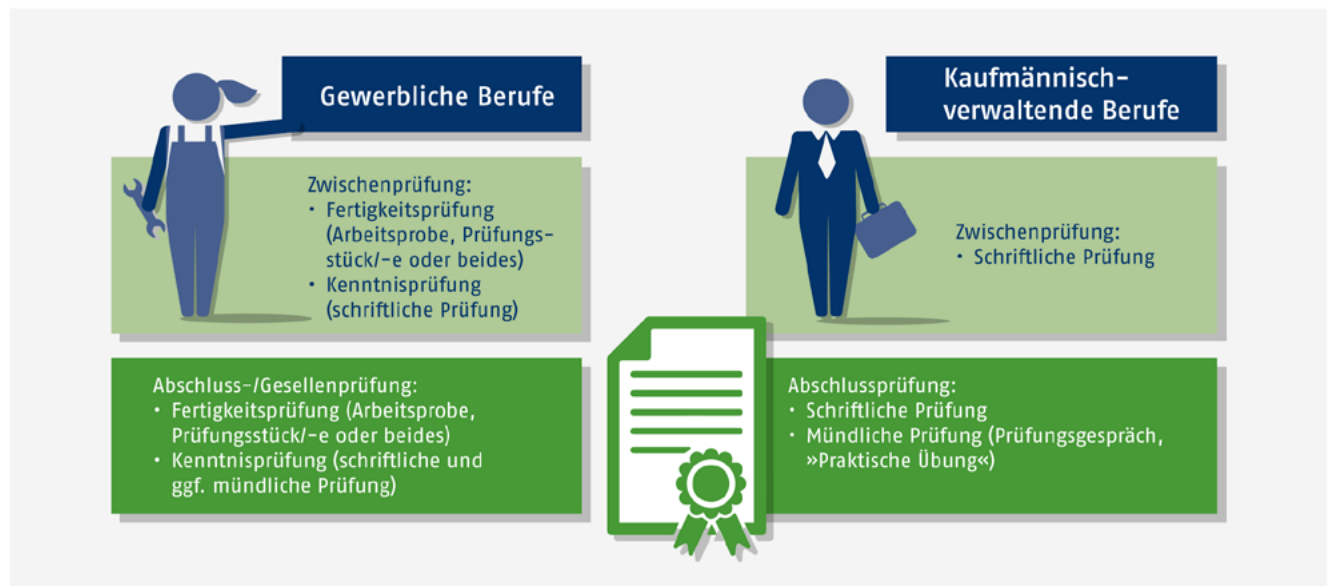 Gewerbliche Berufe
Zwischenprüfung:
• Fertigkeitsprüfung
(Arbeitsprobe, Prüfungs-
stück/-e oder beides)
• Kenntnisprüfung
(schriftliche Prüfung)
Abschluss-/Gesellenprüfung:
• Fertigkeitsprüfung (Arbeitsprobe,
Prüfungsstück/-e oder beides)
• Kenntnisprüfung (schriftliche und
ggf. mündliche Prüfung)
Kaufmännisch-
verwaltende Berufe
Zwischenprüfung:
• Schriftliche Prüfung
Abschlussprüfung:
• Schriftliche Prüfung
• Mündliche Prüfung (Prüfungsgespräch,
»Praktische Übung«)